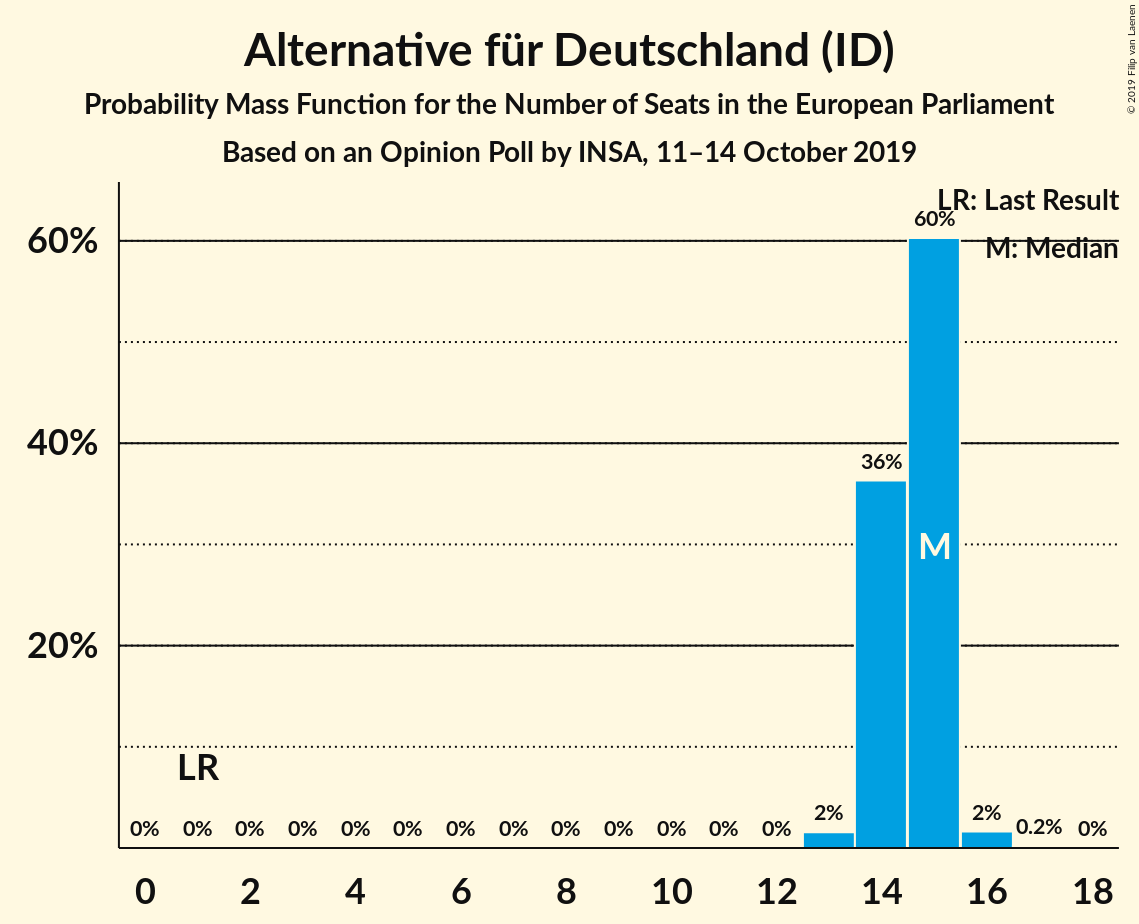 Alternative für Deutschland (ID)
Probability Mass Function for the Number of Seats in the European Parliament
Based on an Opinion Poll by INSA, 11–14 October 2019
© 2019 Filip van Laenen
LR: Last Result
M: Median
60%
40%
20%
60%
36%
M
LR
0% 0% 0% 0% 0% 0% 0% 0% 0% 0% 0% 0% 0% 2% 2% 0.2% 0%
0 2 4 6 8 10 12 14 16 18